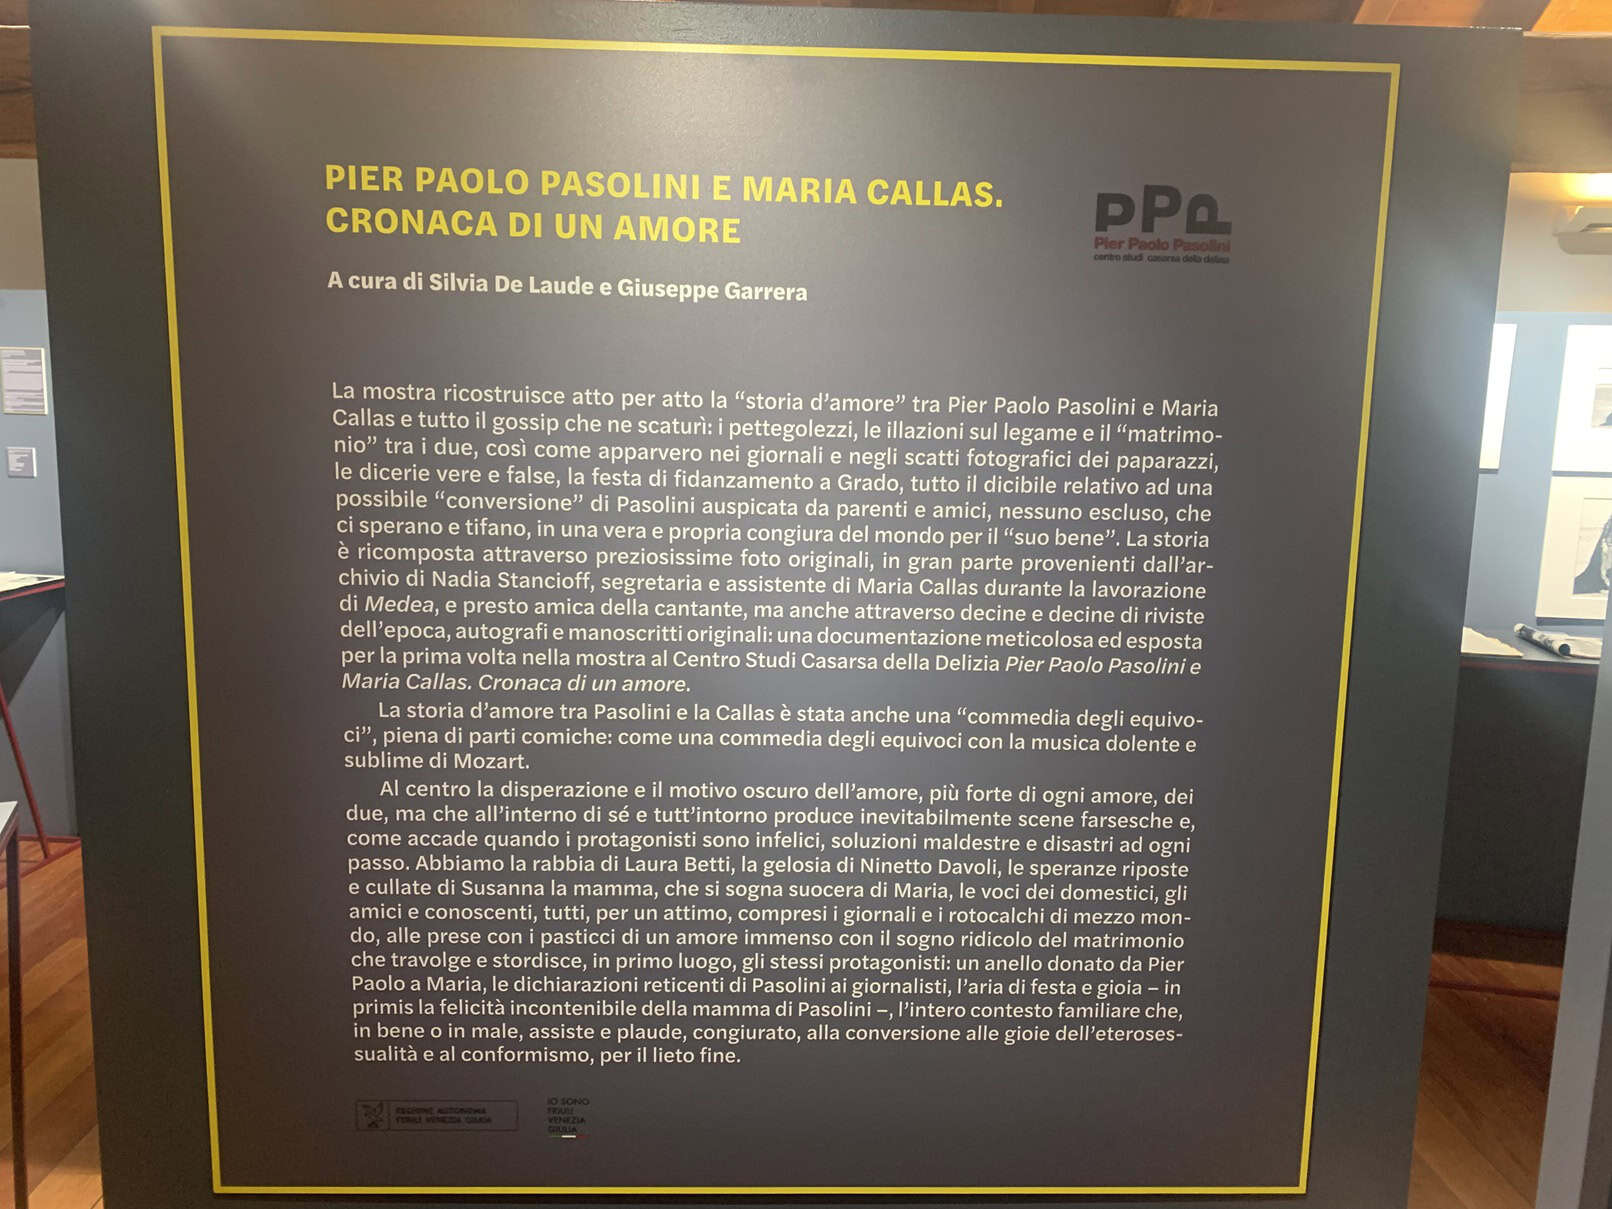 PIER PAOLO PASOLINI E MARIA CALLAS.
CRONACA DI UN AMORE
PPP
Pier Paolo Pasolini
centro studi casarsa della delizia
A cura di Silvia De Laude e Giuseppe Garrera
La mostra ricostruisce atto per atto la “storia d’amore” tra Pier Paolo Pasolini e Maria
Callas e tutto il gossip che ne scaturì: i pettegolezzi, le illazioni sul legame e il “matrimo-
nio” tra i due, così come apparvero nei giornali e negli scatti fotografici dei paparazzi,
le dicerie vere e false, la festa di fidanzamento a Grado, tutto il dicibile relativo ad una
possibile “conversione” di Pasolini auspicata da parenti e amici, nessuno escluso, che
ci sperano e tifano, in una vera e propria congiura del mondo per il “suo bene”. La storia
è ricomposta attraverso preziosissime foto originali, in gran parte provenienti dall’ar-
chivio di Nadia Stancioff, segretaria e assistente di Maria Callas durante la lavorazione
di Medea, e presto amica della cantante, ma anche attraverso decine e decine di riviste
dell’epoca, autografi e manoscritti originali: una documentazione meticolosa ed esposta
per la prima volta nella mostra al Centro Studi Casarsa della Delizia Pier Paolo Pasolini e
Maria Callas. Cronaca di un amore.
La storia d’amore tra Pasolini e la Callas è stata anche una “commedia degli equivo-
ci”, piena di parti comiche: come una commedia degli equivoci con la musica dolente e
sublime di Mozart.
Al centro la disperazione e il motivo oscuro dell’amore, più forte di ogni amore, dei
due, ma che all’interno di sé e tutt’intorno produce inevitabilmente scene farsesche e,
come accade quando i protagonisti sono infelici, soluzioni maldestre e disastri ad ogni
passo. Abbiamo la rabbia di Laura Betti, la gelosia di Ninetto Davoli, le speranze riposte
e cullate di Susanna la mamma, che si sogna suocera di Maria, le voci dei domestici, gli
amici e conoscenti, tutti, per un attimo, compresi i giornali e i rotocalchi di mezzo mon-
do, alle prese con i pasticci di un amore immenso con il sogno ridicolo del matrimonio
che travolge e stordisce, in primo luogo, gli stessi protagonisti: un anello donato da Pier
Paolo a Maria, le dichiarazioni reticenti di Pasolini ai giornalisti, l’aria di festa e gioia – in
primis la felicità incontenibile della mamma di Pasolini –, l’intero contesto familiare che,
in bene o in male, assiste e plaude, congiurato, alla conversione alle gioie dell’eteroses-
sualità e al conformismo, per il lieto fine.
REGIONE AUTONOMA
FRIULI VENEZIA GIULIA
IO SONO
FRIULI
VENEZIA
GIULIA